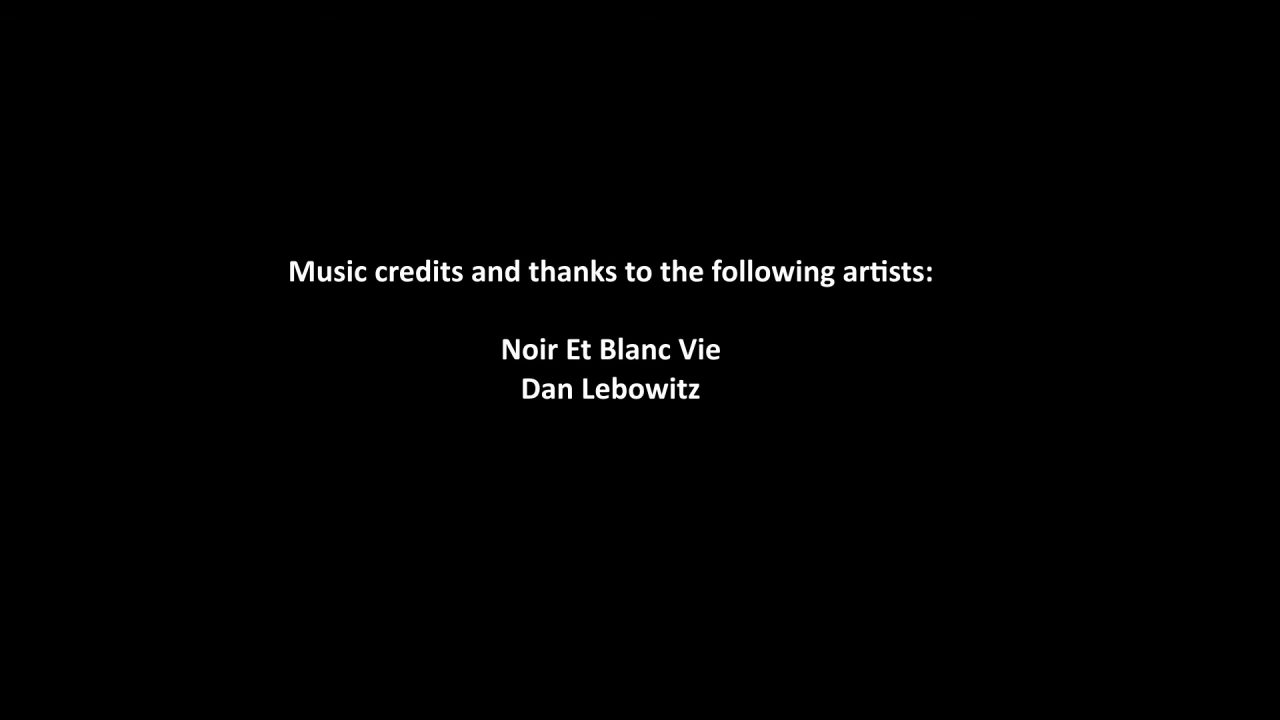 Music credits and thanks to the following artists:
Noir Et Blanc Vie
Dan Lebowitz